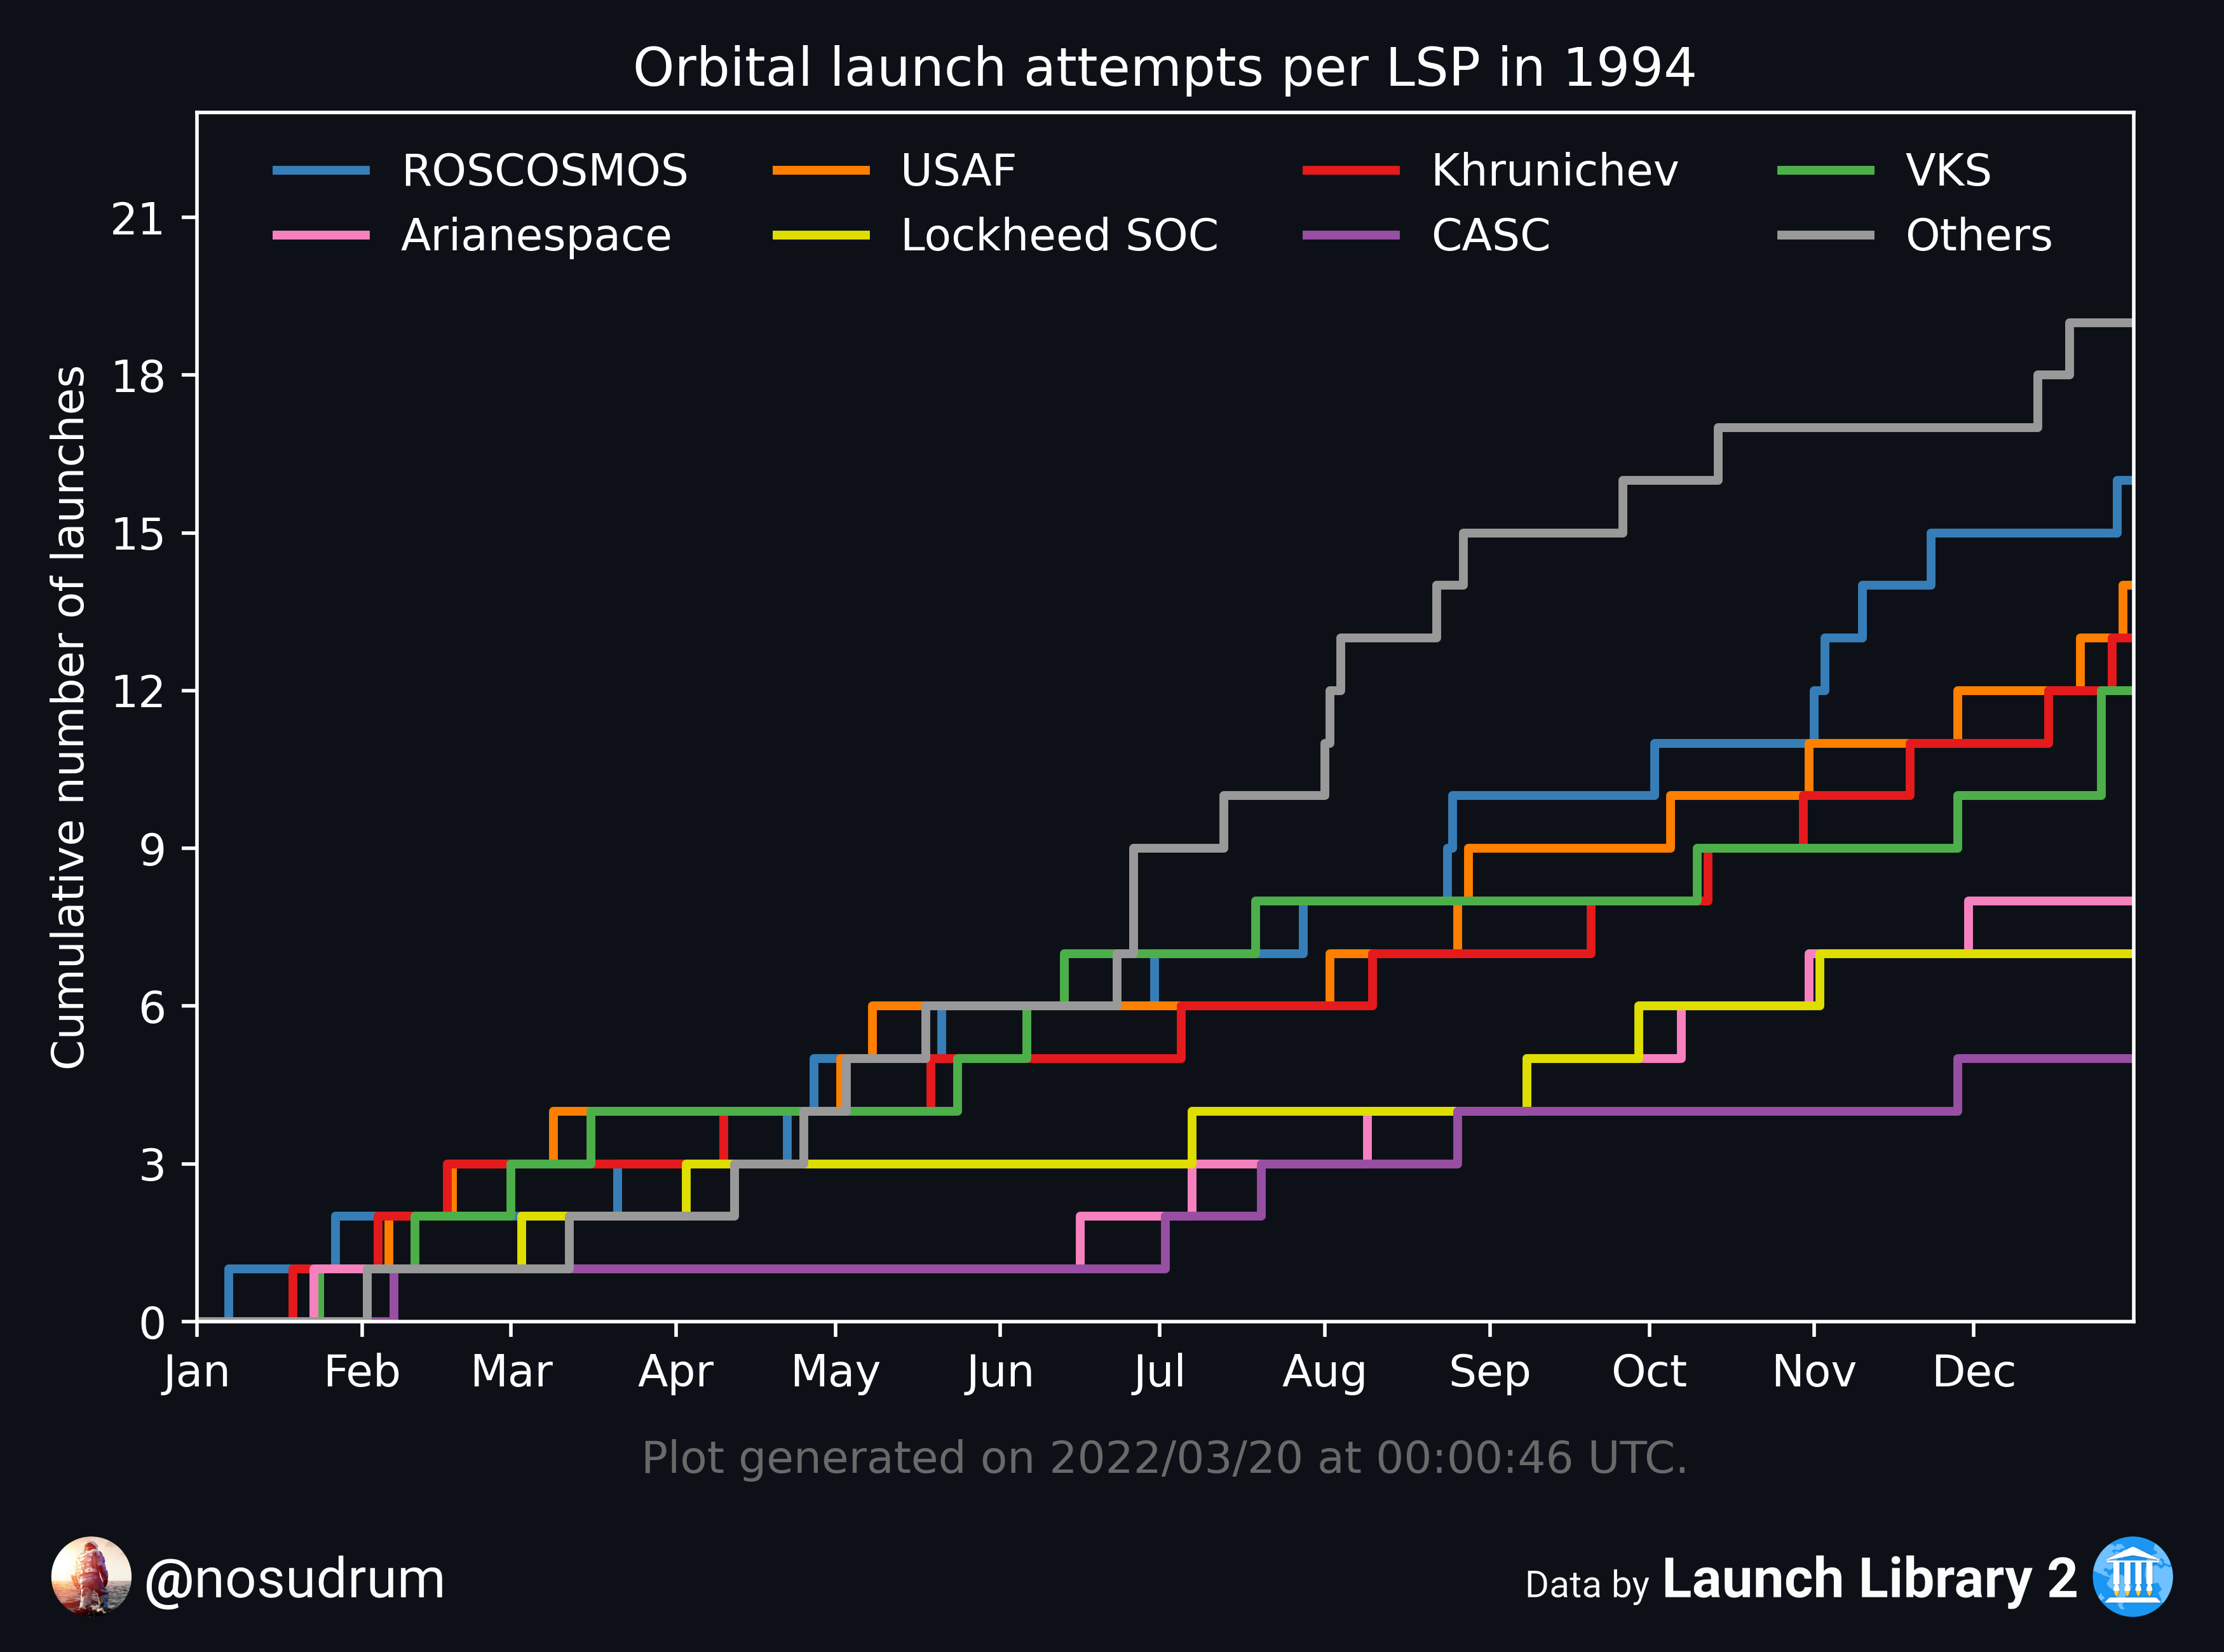 Orbital launch attempts per LSP in 1994
ROSCOSMOS USAF Khrunichev VKS
Arianespace Lockheed SOC CASC Others
Cumulative number of launches
21
18
15
12
9
6
3
0
Jan Feb Mar Apr May Jun Jul Aug Sep Oct Nov Dec
Plot generated on 2022/03/20 at 00:00:46 UTC.
@nosudrum
Data by Launch Library 2